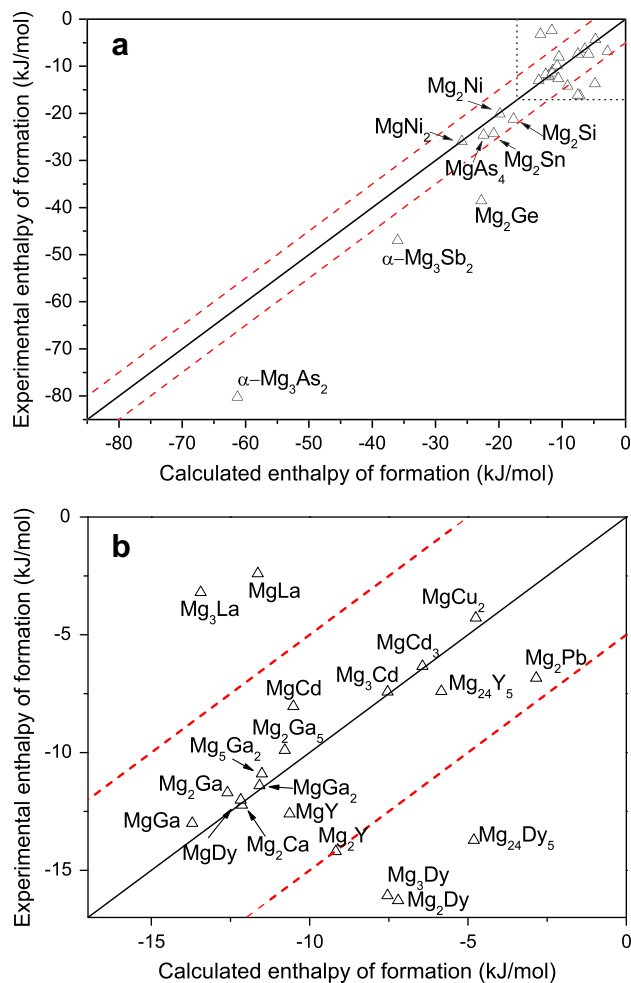 a
Experimental enthalpy of formation (kJ/mol)
0
-10
-20
-30
-40
-50
-60
-70
-80
Mg₂Ni
MgNi₂
Mg₂Si
MgAs₄
Mg₂Sn
Mg₂Ge
α−Mg₃Sb₂
α−Mg₃As₂
-80 -70 -60 -50 -40 -30 -20 -10 0
Calculated enthalpy of formation (kJ/mol)
b
Experimental enthalpy of formation (kJ/mol)
0
-5
-10
-15
Mg₃La
MgLa
MgCu₂
MgCd₃
Mg₃Cd
Mg₂Pb
Mg₂₄Y₅
MgCd
Mg₂Ga₅
Mg₅Ga₂
Mg₂Ga
MgGa₂
MgGa
MgY
MgDy
Mg₂Ca
Mg₂Y
Mg₂₄Dy₅
Mg₃Dy
Mg₂Dy
-15 -10 -5 0
Calculated enthalpy of formation (kJ/mol)